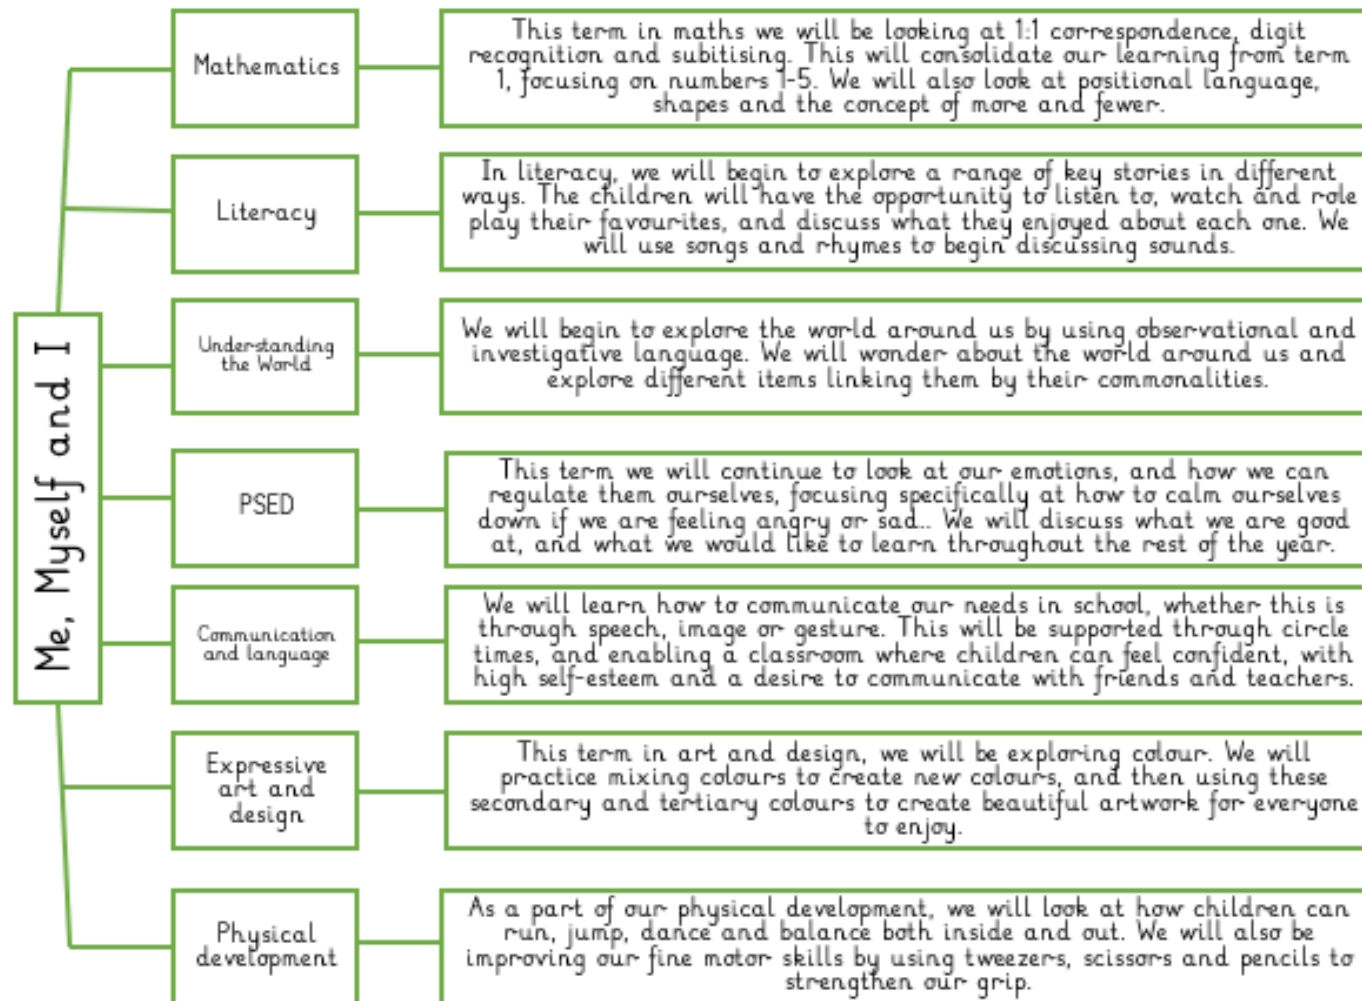 Me, Myself and I
Mathematics
This term in maths we will be looking at 1:1 correspondence, digit
recognition and subitising. This will consolidate our learning from term
1, focusing on numbers 1-5. We will also look at positional language,
shapes and the concept of more and fewer.
Literacy
In literacy, we will begin to explore a range of key stories in different
ways. The children will have the opportunity to listen to, watch and role
play their favourites, and discuss what they enjoyed about each one. We
will use songs and rhymes to begin discussing sounds.
Understanding
the World
We will begin to explore the world around us by using observational and
investigative language. We will wonder about the world around us and
explore different items linking them by their commonalities.
PSED
This term we will continue to look at our emotions, and how we can
regulate them ourselves, focusing specifically at how to calm ourselves
down if we are feeling angry or sad.. We will discuss what we are good
at, and what we would like to learn throughout the rest of the year.
Communication
and language
We will learn how to communicate our needs in school, whether this is
through speech, image or gesture. This will be supported through circle
times, and enabling a classroom where children can feel confident, with
high self-esteem and a desire to communicate with friends and teachers.
Expressive
art and
design
This term in art and design, we will be exploring colour. We will
practice mixing colours to create new colours, and then using these
secondary and tertiary colours to create beautiful artwork for everyone
to enjoy.
Physical
development
As a part of our physical development, we will look at how children can
run, jump, dance and balance both inside and out. We will also be
improving our fine motor skills by using tweezers, scissors and pencils to
strengthen our grip.